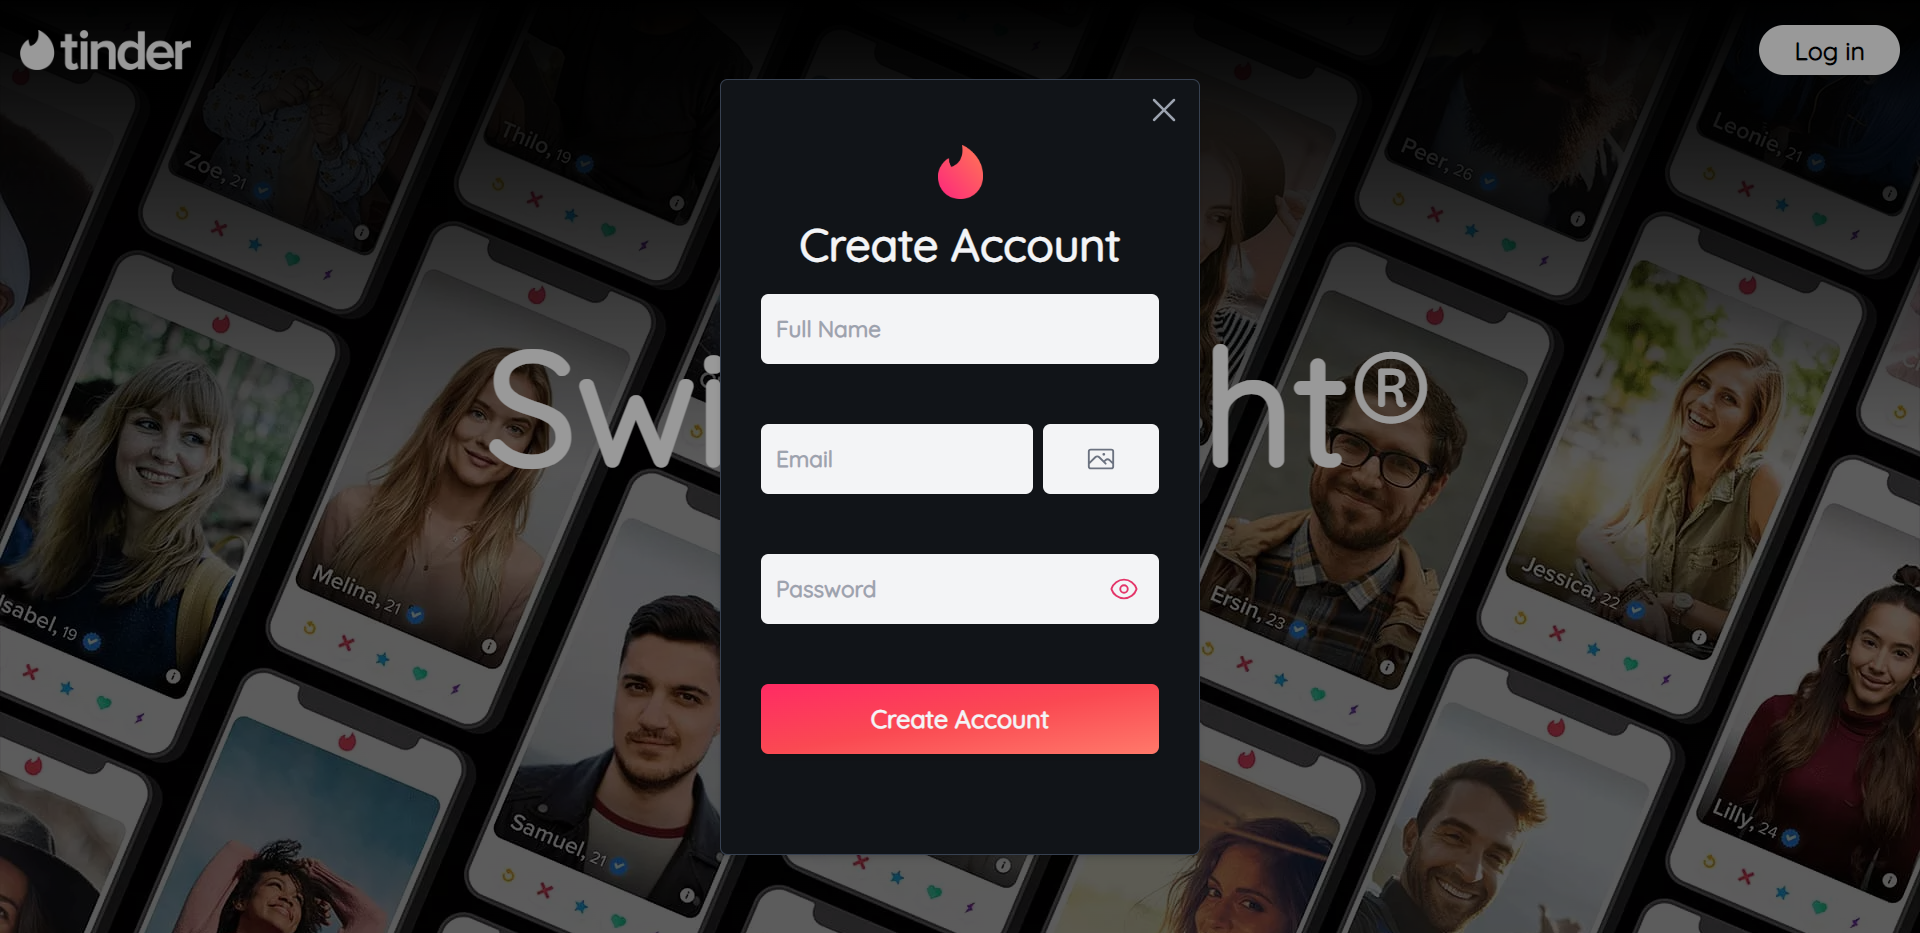 tinder
Log in
Create Account
Full Name
Email
Password
Create Account
Swi
ht®
Zoe, 21
Thilo, 19
Peer, 26
Leonie, 21
Isabel, 19
Melina, 21
Samuel, 21
Ersin, 23
Jessica, 22
Lilly, 24